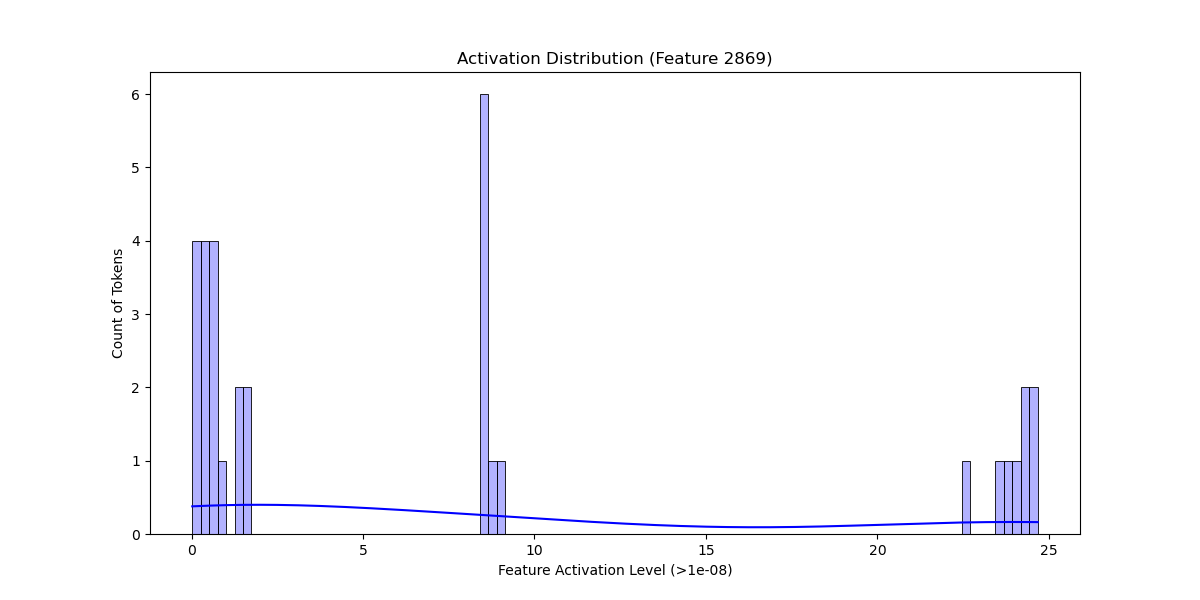 Activation Distribution (Feature 2869)
6
5
4
3
2
1
0
Count of Tokens
0 5 10 15 20 25
Feature Activation Level (>1e-08)